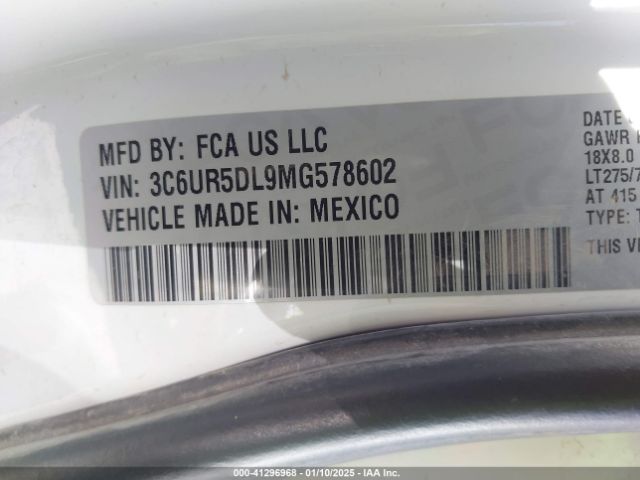 MFD BY: FCA US LLC
VIN: 3C6UR5DL9MG578602
VEHICLE MADE IN: MEXICO
DATE
GAWR
18X8.0
LT275/7
AT 415
TYPE: T
THIS VE
000-41296968 - 01/10/2025 - IAA Inc.